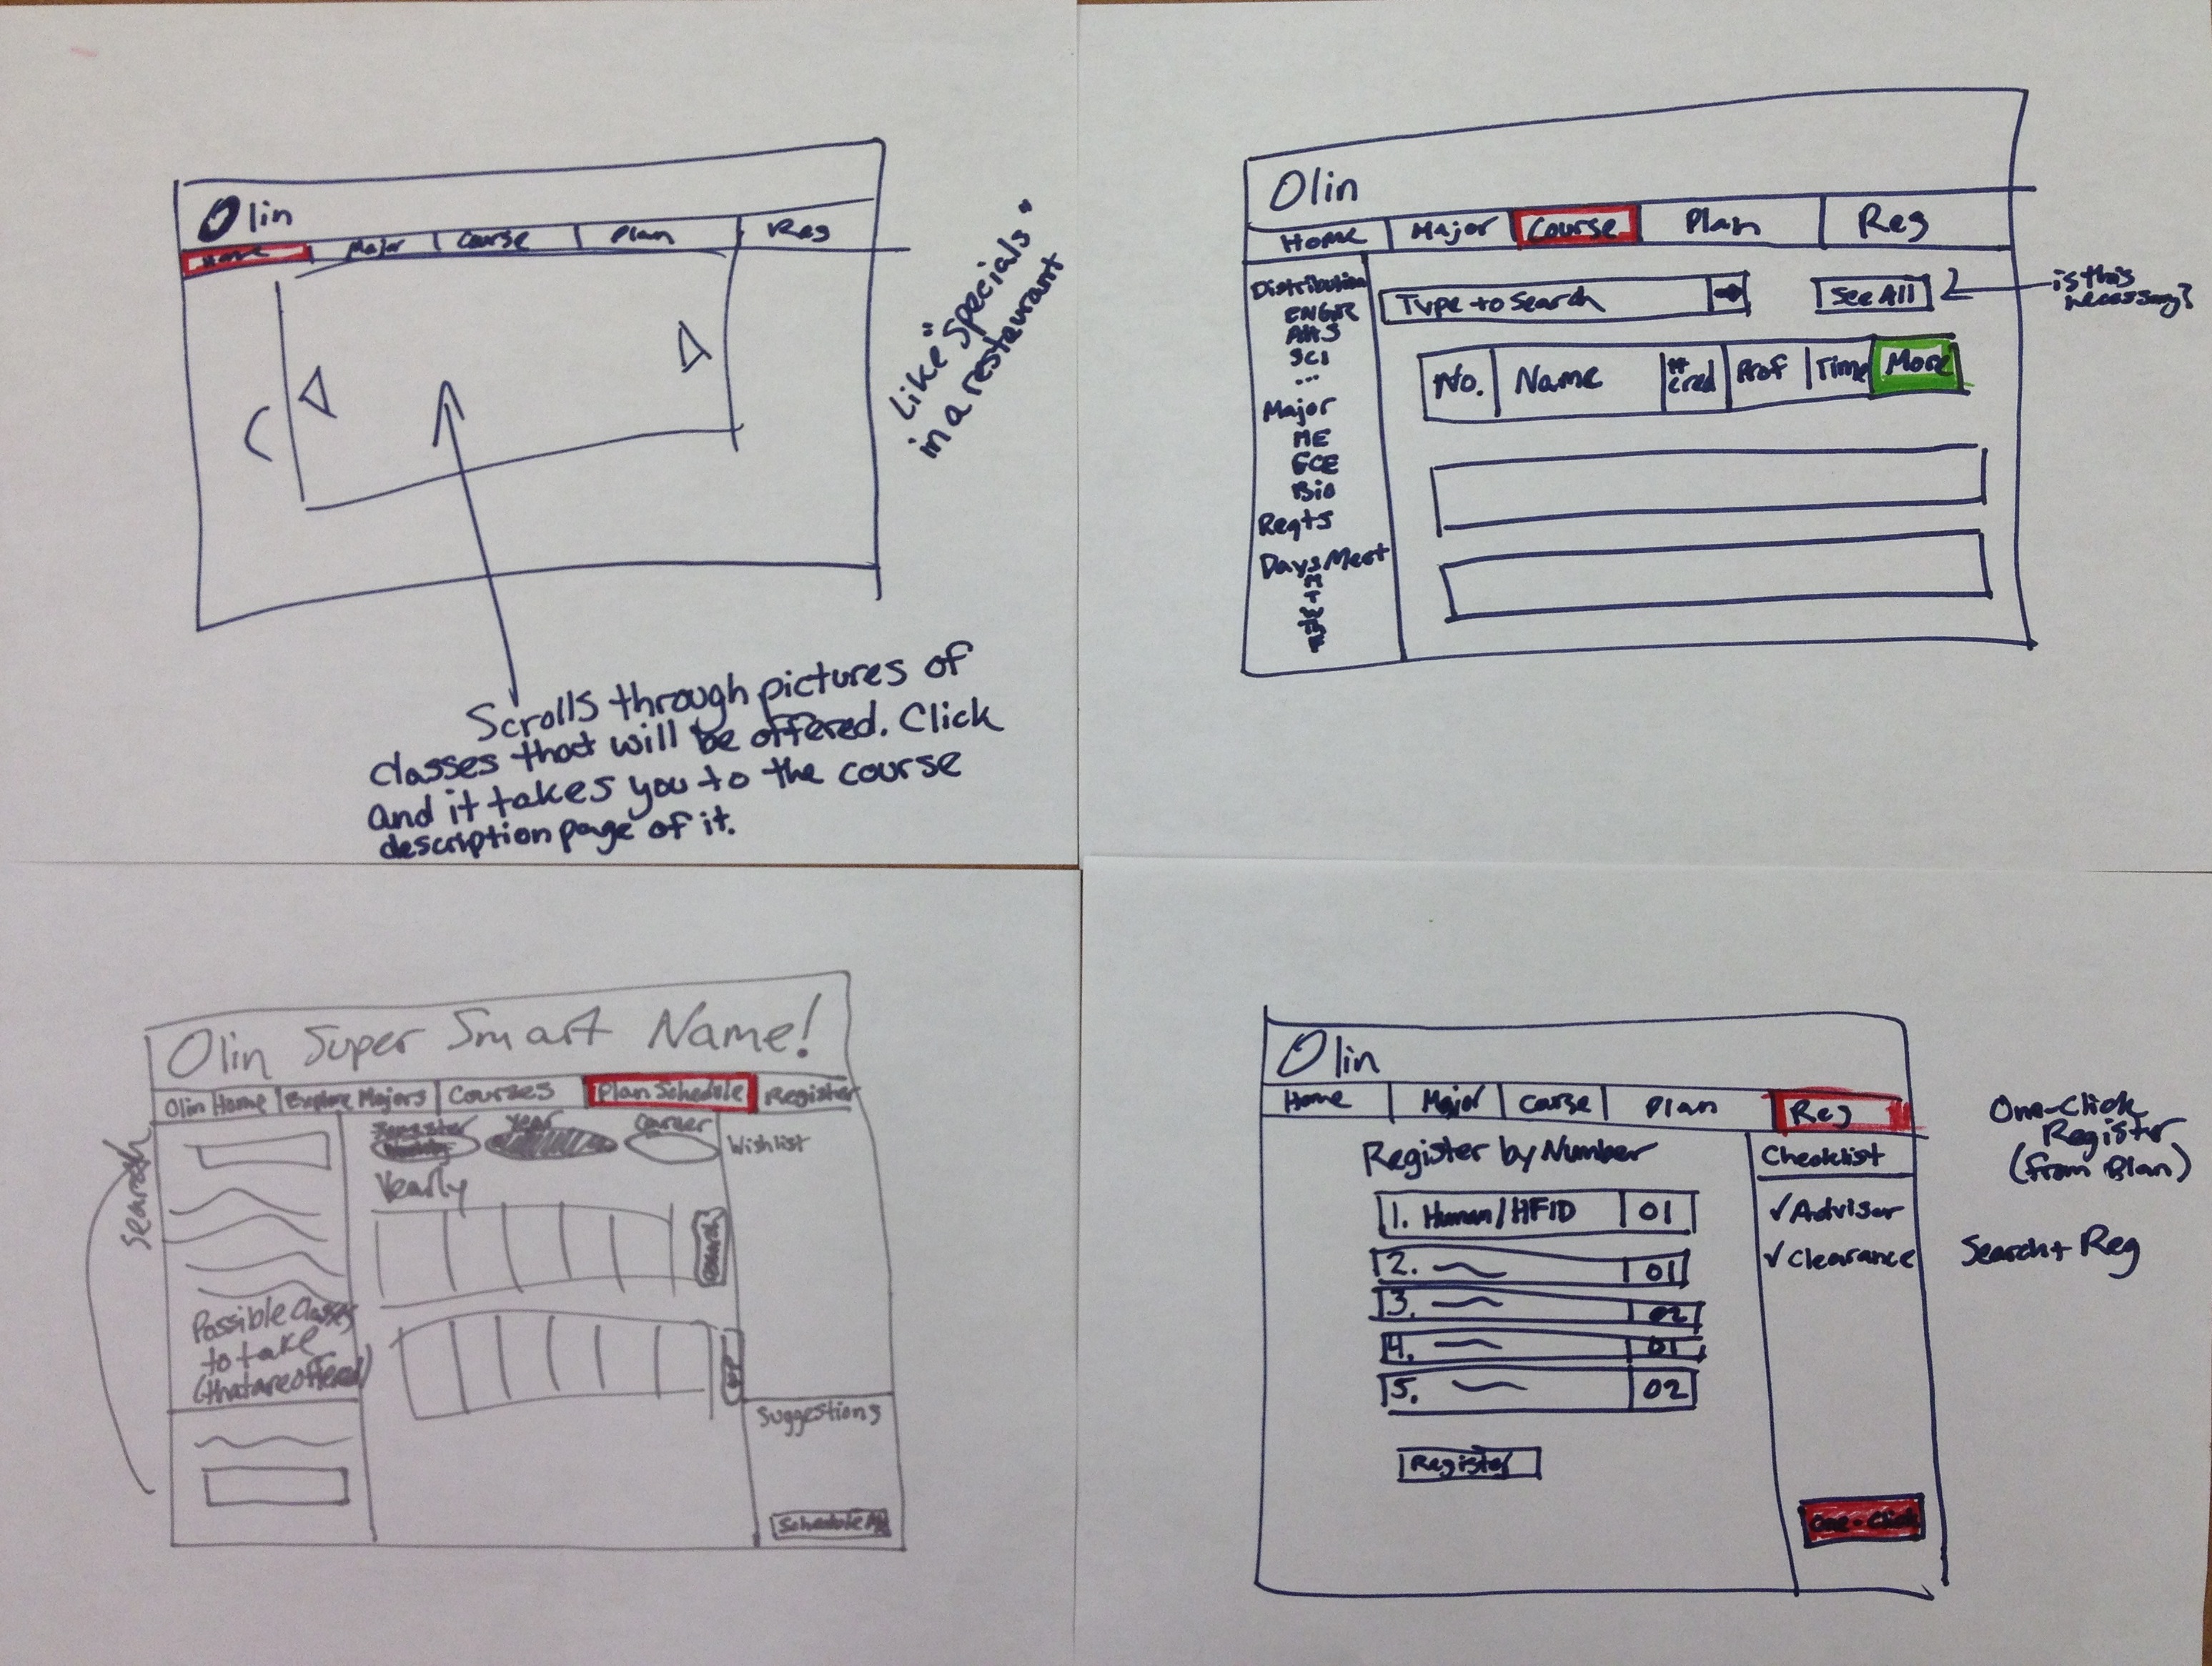 Olin
Home Major Course Plan Reg
Like "Specials"
in a restaurant
Scrolls through pictures of
classes that will be offered. Click
and it takes you to the course
description page of it.
Olin
Home Major Course Plan Reg
Distribution
ENGR
AHS
SCI
...
Major
ME
ECE
Bio
Reqts
Days Meet
M
T
W
Th
F
Type to Search
See All
is this
necessary?
No. Name # cred Prof Time More
Olin Super Smart Name!
Olin Home Explore Majors Courses Plan Schedule Register
Search
Semester Year Career
Yearly
Possible Classes
to take
(that are offered)
Wishlist
Suggestions
Olin
Home Major Corse Plan Reg
Register by Number
1. Human/HFID 01
2. 01
3. 02
4. 01
5. 02
Register
Checklist
✓Advisor
✓Clearance
One-Click
One-Click
Register
(from Plan)
Search + Reg